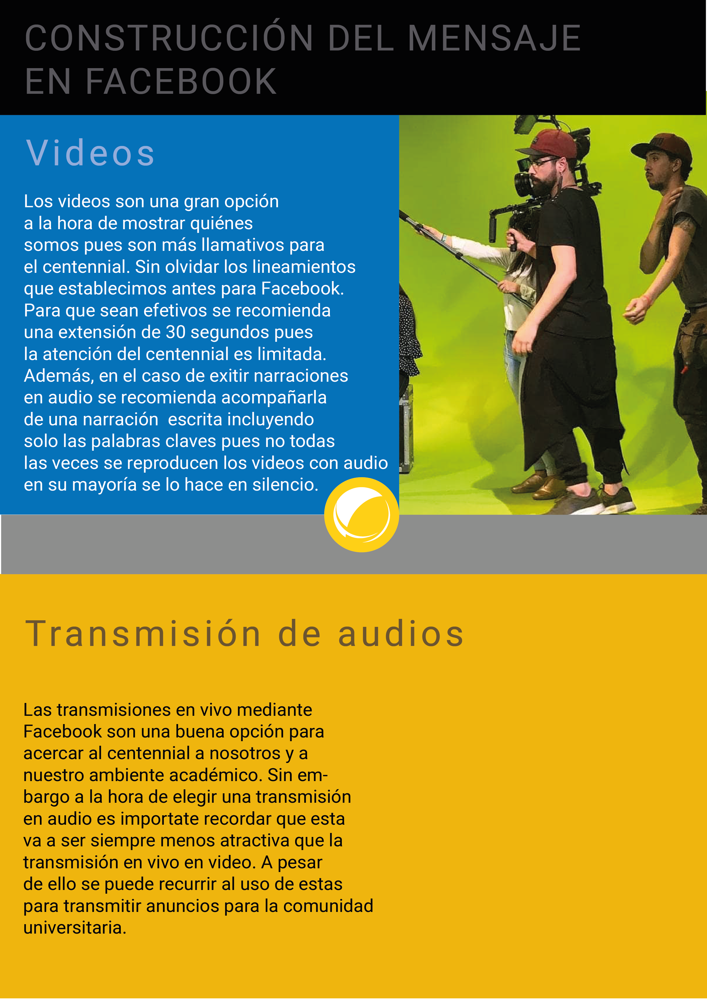 CONSTRUCCIÓN DEL MENSAJE
EN FACEBOOK
Videos
Los videos son una gran opción
a la hora de mostrar quiénes
somos pues son más llamativos para
el centennial. Sin olvidar los lineamientos
que establecimos antes para Facebook.
Para que sean efetivos se recomienda
una extensión de 30 segundos pues
la atención del centennial es limitada.
Además, en el caso de exitir narraciones
en audio se recomienda acompañarla
de una narración  escrita incluyendo
solo las palabras claves pues no todas
las veces se reproducen los videos con audio
en su mayoría se lo hace en silencio.
Transmisión de audios
Las transmisiones en vivo mediante
Facebook son una buena opción para
acercar al centennial a nosotros y a
nuestro ambiente académico. Sin em-
bargo a la hora de elegir una transmisión
en audio es importate recordar que esta
va a ser siempre menos atractiva que la
transmisión en vivo en video. A pesar
de ello se puede recurrir al uso de estas
para transmitir anuncios para la comunidad
universitaria.